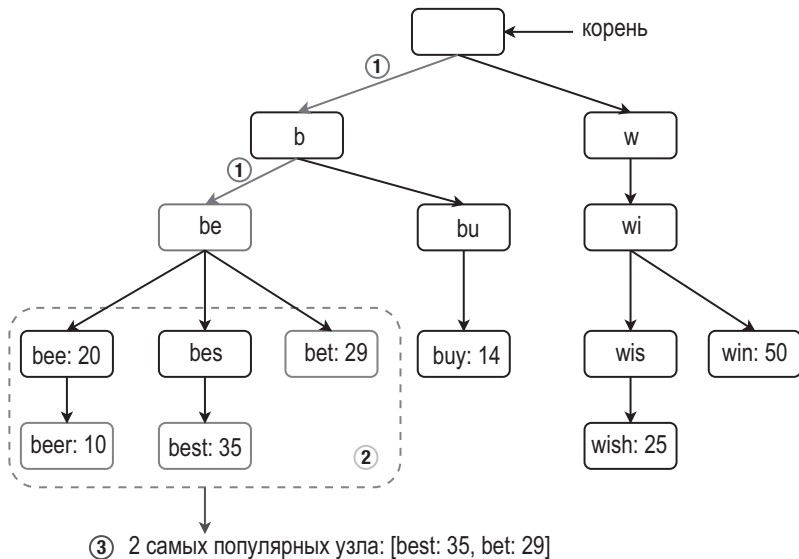 корень
1
b
w
1
be
bu
wi
bee: 20
bes
bet: 29
buy: 14
wis
win: 50
beer: 10
best: 35
2
wish: 25
3 2 самых популярных узла: [best: 35, bet: 29]